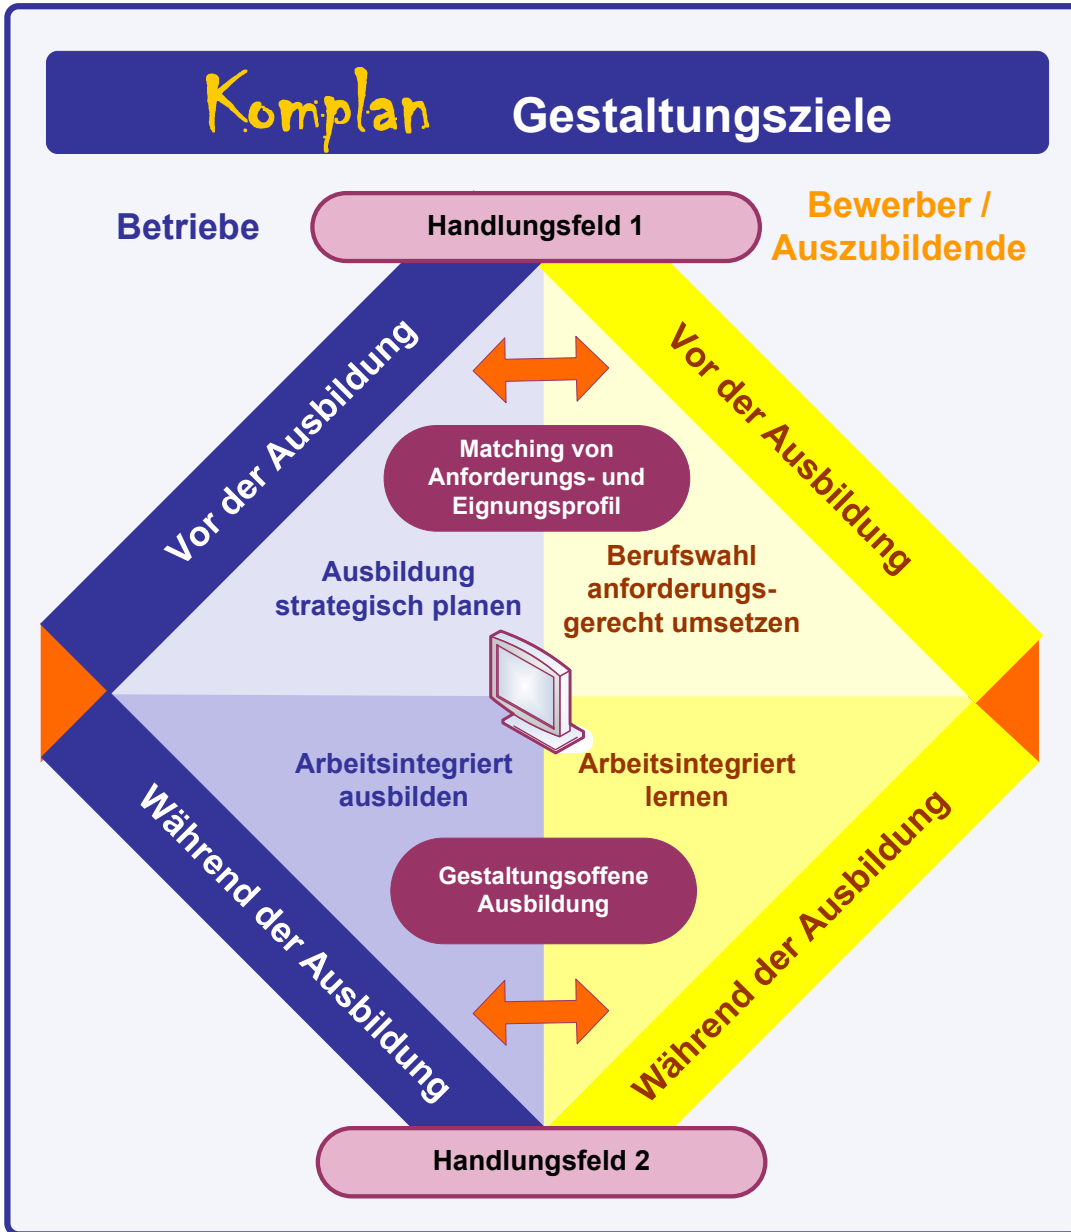 Komplan Gestaltungsziele
Betriebe
Handlungsfeld 1
Bewerber /
Auszubildende
Vor der Ausbildung
Vor der Ausbildung
Matching von
Anforderungs- und
Eignungsprofil
Ausbildung
strategisch planen
Berufswahl
anforderungs-
gerecht umsetzen
Arbeitsintegriert
ausbilden
Arbeitsintegriert
lernen
Während der Ausbildung
Während der Ausbildung
Gestaltungsoffene
Ausbildung
Handlungsfeld 2